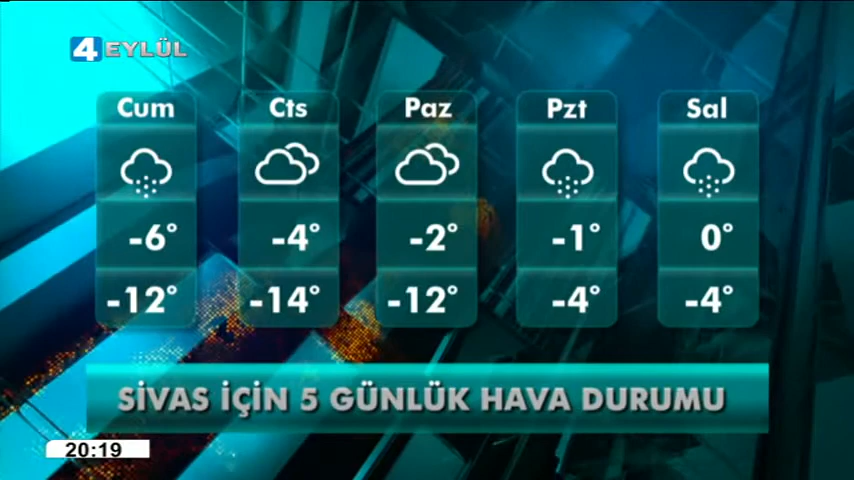 4 EYLÜL
Cum Cts Paz Pzt Sal
-6° -4° -2° -1° 0°
-12° -14° -12° -4° -4°
SİVAS İÇİN 5 GÜNLÜK HAVA DURUMU
20:19